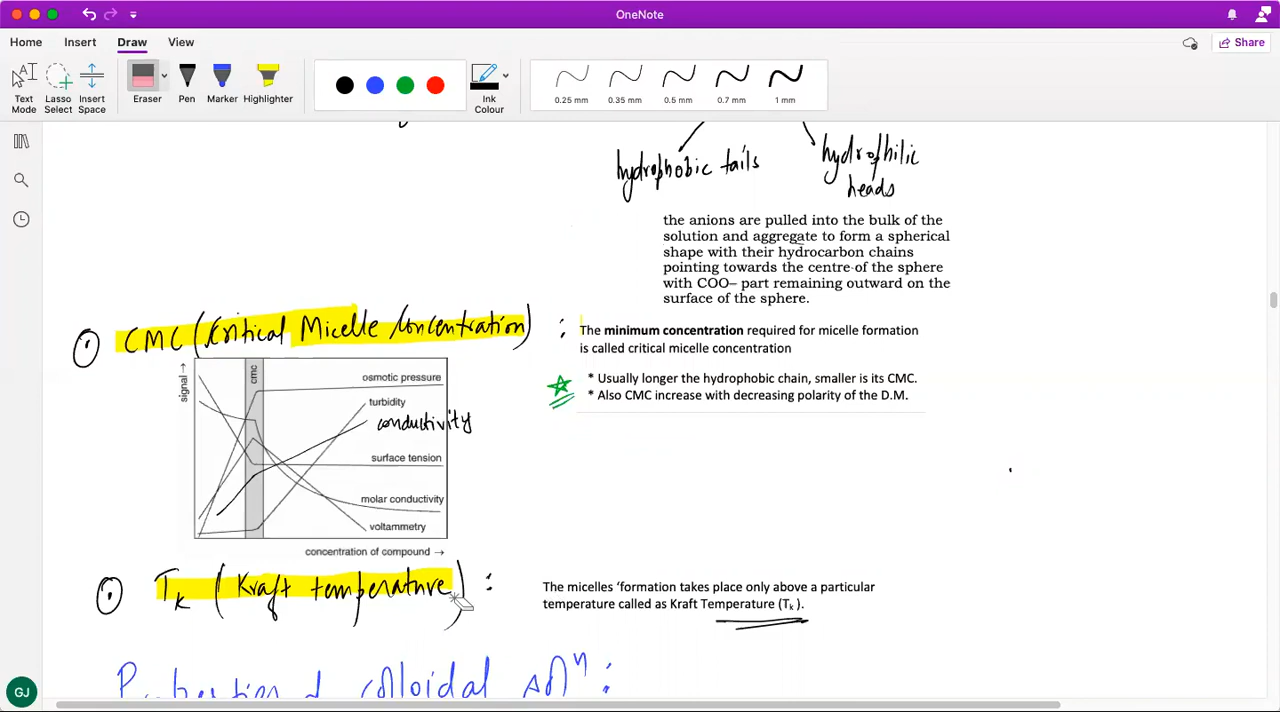 OneNote
Home Insert Draw View
Share
Text Mode
Lasso Select
Insert Space
Eraser
Pen
Marker
Highlighter
0.25 mm 0.35 mm 0.5 mm 0.7 mm 1 mm
Ink Colour
hydrophobic tails
hydrophilic heads
the anions are pulled into the bulk of the
solution and aggregate to form a spherical
shape with their hydrocarbon chains
pointing towards the centre of the sphere
with COO– part remaining outward on the
surface of the sphere.
CMC (Critical Micelle Concentration) :
The minimum concentration required for micelle formation
is called critical micelle concentration
* Usually longer the hydrophobic chain, smaller is its CMC.
* Also CMC increase with decreasing polarity of the D.M.
signal →
cmc
osmotic pressure
turbidity
conductivity
surface tension
molar conductivity
voltammetry
concentration of compound →
Tk (Kraft temperature) :
The micelles ‘formation takes place only above a particular
temperature called as Kraft Temperature (Tk ).
colloidal solⁿ :
GJ